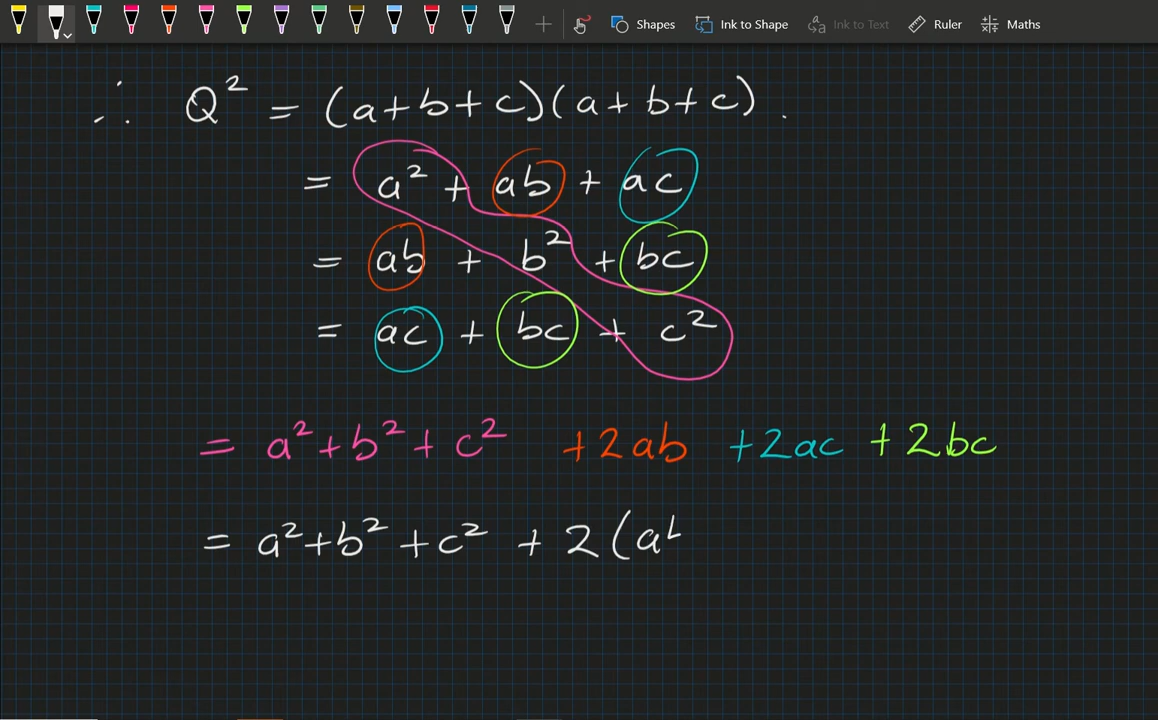 Shapes Ink to Shape Ink to Text Ruler Maths
∴ Q² = (a+b+c)(a+b+c).
= a² + ab + ac
= ab + b² + bc
= ac + bc + c²
= a²+b²+c² +2ab +2ac +2bc
= a²+b²+c² + 2(ab